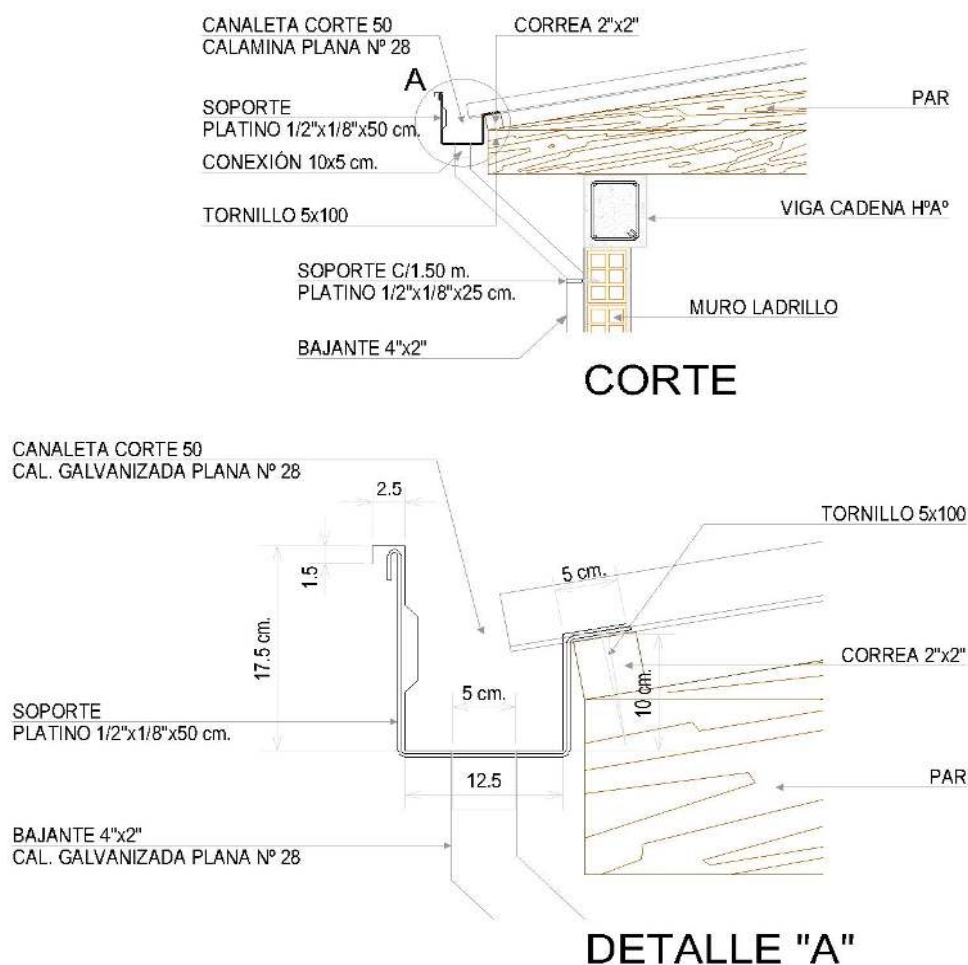 CANALETA CORTE 50
CALAMINA PLANA Nº 28
CORREA 2"x2"
A
PAR
SOPORTE
PLATINO 1/2"x1/8"x50 cm.
CONEXIÓN 10x5 cm.
TORNILLO 5x100
VIGA CADENA HºAº
SOPORTE C/1.50 m.
PLATINO 1/2"x1/8"x25 cm.
MURO LADRILLO
BAJANTE 4"x2"
CORTE
CANALETA CORTE 50
CAL. GALVANIZADA PLANA Nº 28
2.5
TORNILLO 5x100
1.5
5 cm.
17.5 cm.
CORREA 2"x2"
10 cm.
5 cm.
SOPORTE
PLATINO 1/2"x1/8"x50 cm.
12.5
PAR
BAJANTE 4"x2"
CAL. GALVANIZADA PLANA Nº 28
DETALLE "A"